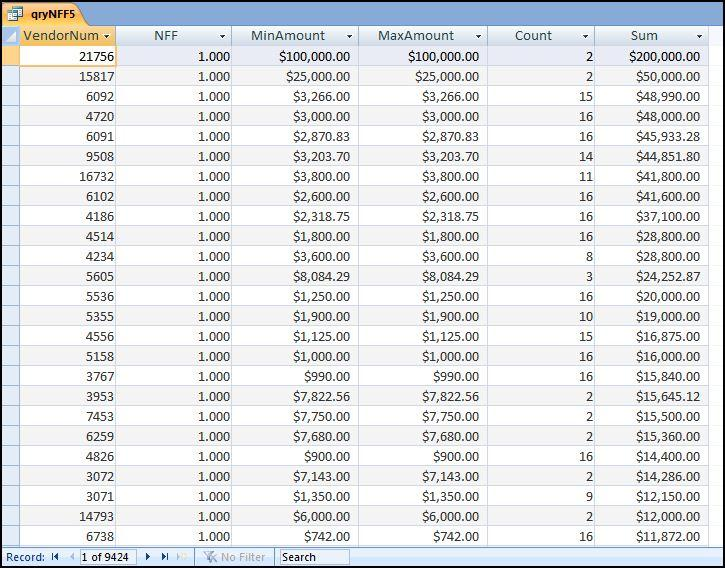 qryNFF5
VendorNum NFF MinAmount MaxAmount Count Sum
21756 1.000 $100,000.00 $100,000.00 2 $200,000.00
15817 1.000 $25,000.00 $25,000.00 2 $50,000.00
6092 1.000 $3,266.00 $3,266.00 15 $48,990.00
4720 1.000 $3,000.00 $3,000.00 16 $48,000.00
6091 1.000 $2,870.83 $2,870.83 16 $45,933.28
9508 1.000 $3,203.70 $3,203.70 14 $44,851.80
16732 1.000 $3,800.00 $3,800.00 11 $41,800.00
6102 1.000 $2,600.00 $2,600.00 16 $41,600.00
4186 1.000 $2,318.75 $2,318.75 16 $37,100.00
4514 1.000 $1,800.00 $1,800.00 16 $28,800.00
4234 1.000 $3,600.00 $3,600.00 8 $28,800.00
5605 1.000 $8,084.29 $8,084.29 3 $24,252.87
5536 1.000 $1,250.00 $1,250.00 16 $20,000.00
5355 1.000 $1,900.00 $1,900.00 10 $19,000.00
4556 1.000 $1,125.00 $1,125.00 15 $16,875.00
5158 1.000 $1,000.00 $1,000.00 16 $16,000.00
3767 1.000 $990.00 $990.00 16 $15,840.00
3953 1.000 $7,822.56 $7,822.56 2 $15,645.12
7453 1.000 $7,750.00 $7,750.00 2 $15,500.00
6259 1.000 $7,680.00 $7,680.00 2 $15,360.00
4826 1.000 $900.00 $900.00 16 $14,400.00
3072 1.000 $7,143.00 $7,143.00 2 $14,286.00
3071 1.000 $1,350.00 $1,350.00 9 $12,150.00
14793 1.000 $6,000.00 $6,000.00 2 $12,000.00
6738 1.000 $742.00 $742.00 16 $11,872.00
Record: 1 of 9424 No Filter Search